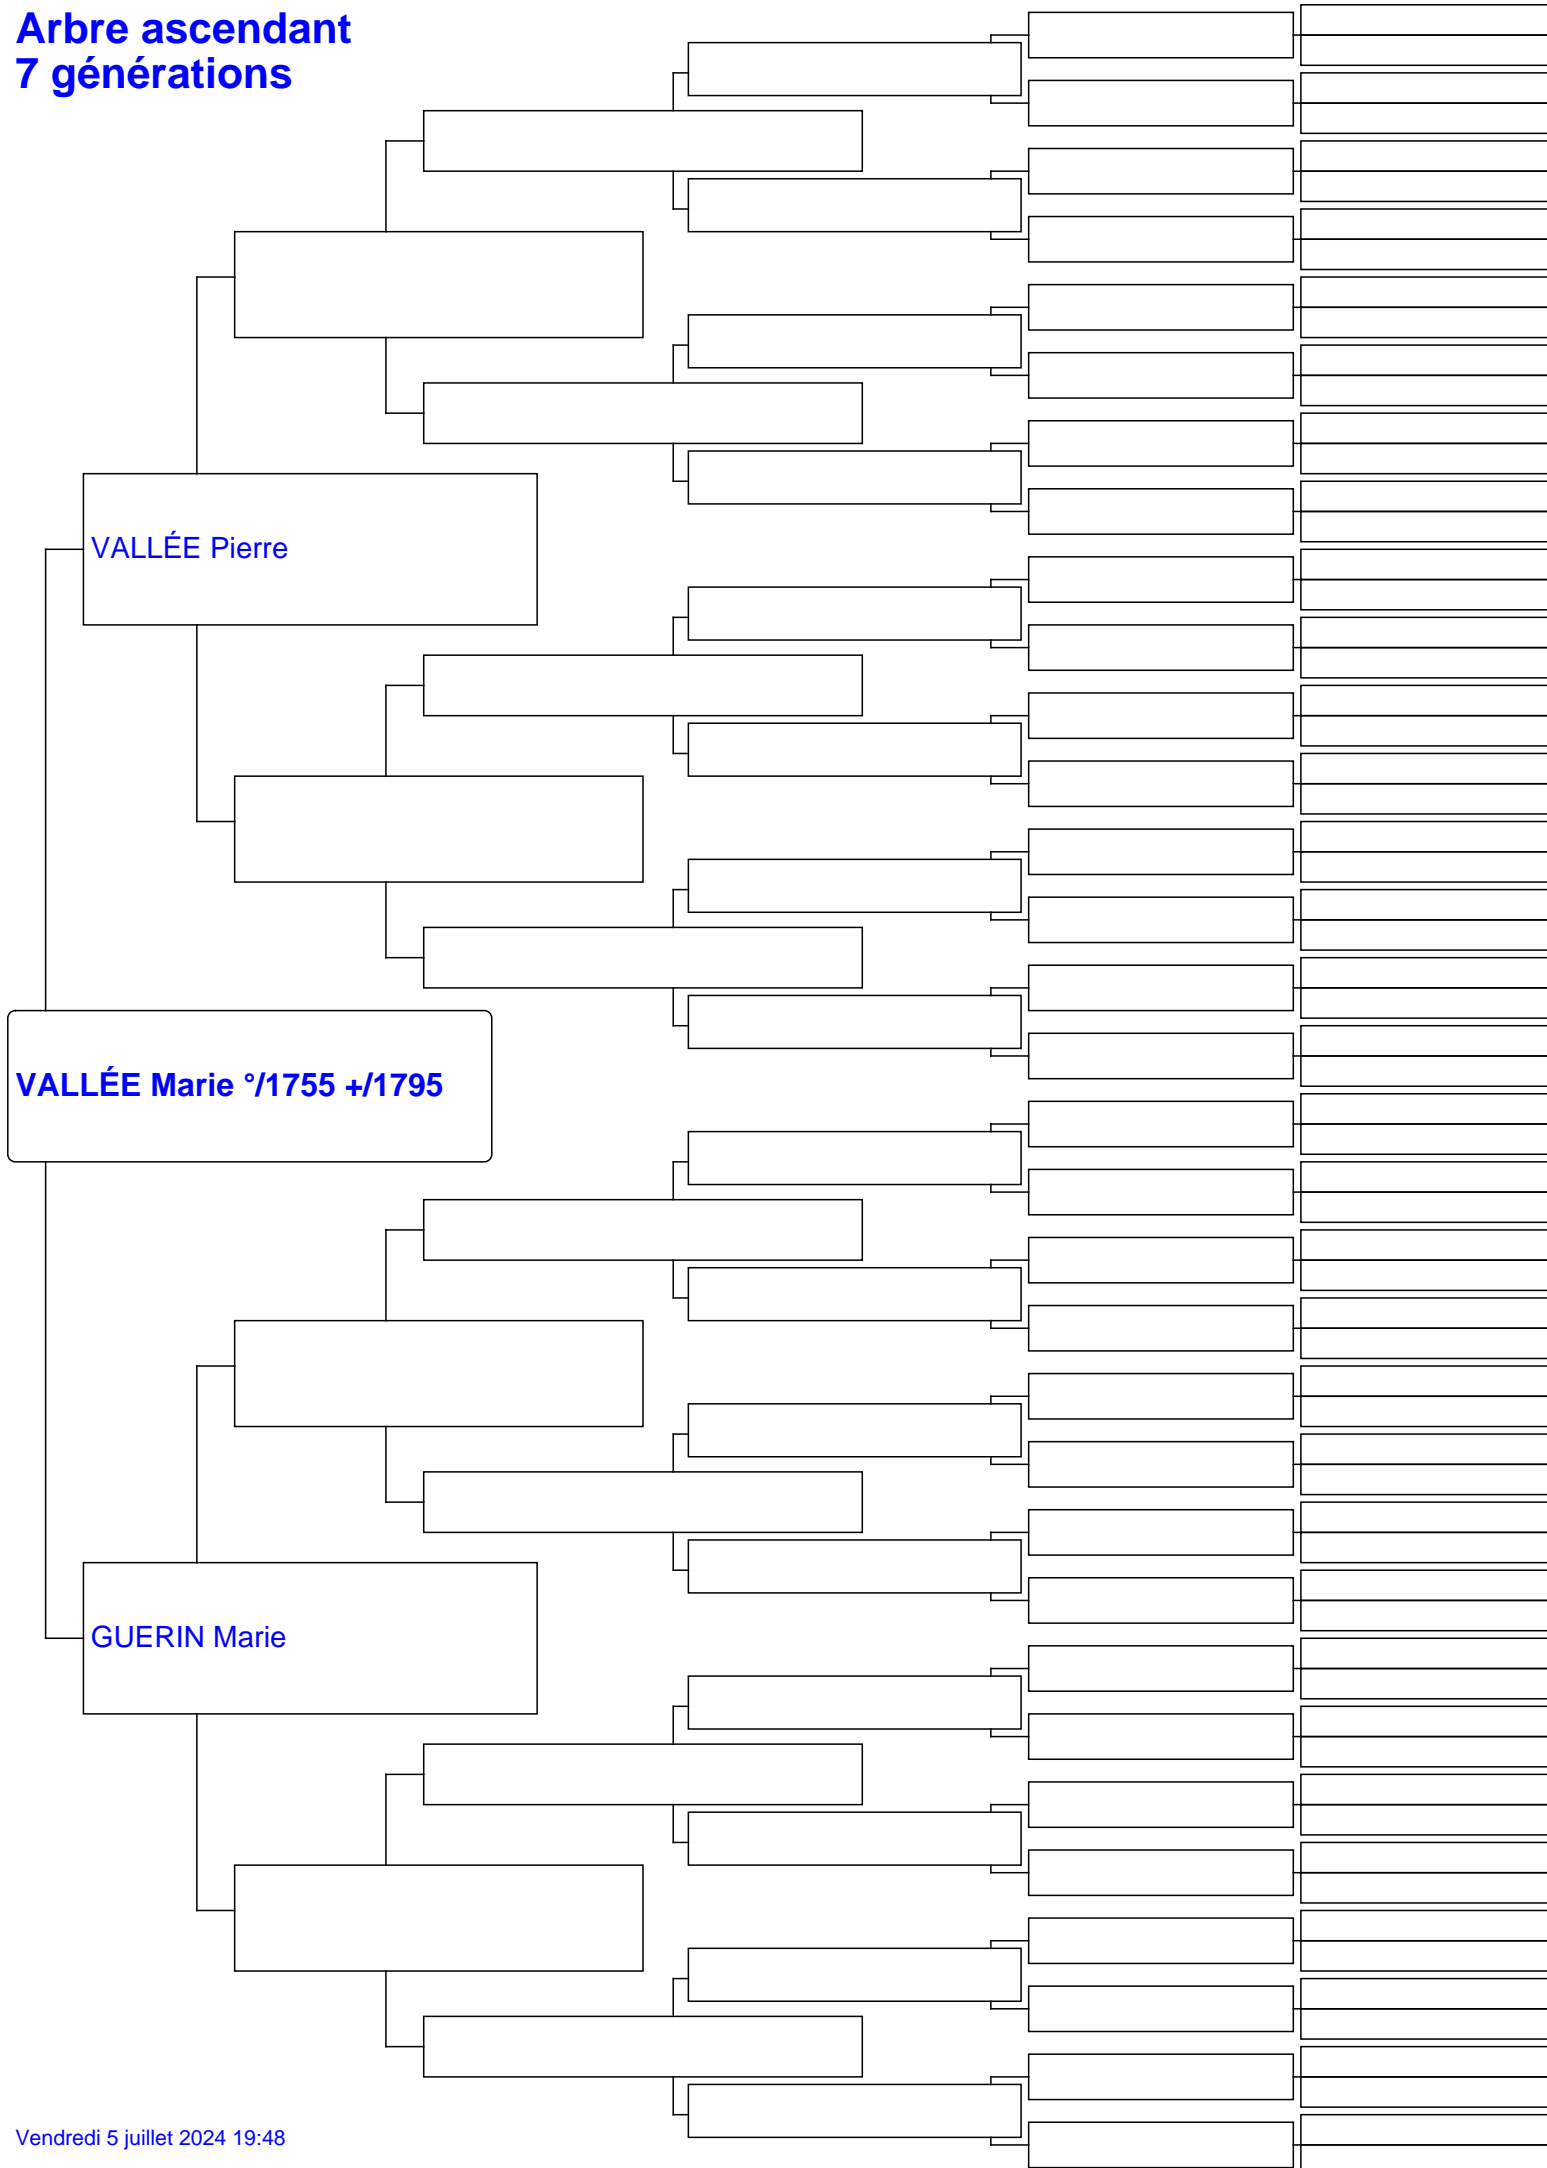 Arbre ascendant
7 générations
VALLÉE Pierre
VALLÉE Marie °/1755 +/1795
GUERIN Marie
Vendredi 5 juillet 2024 19:48